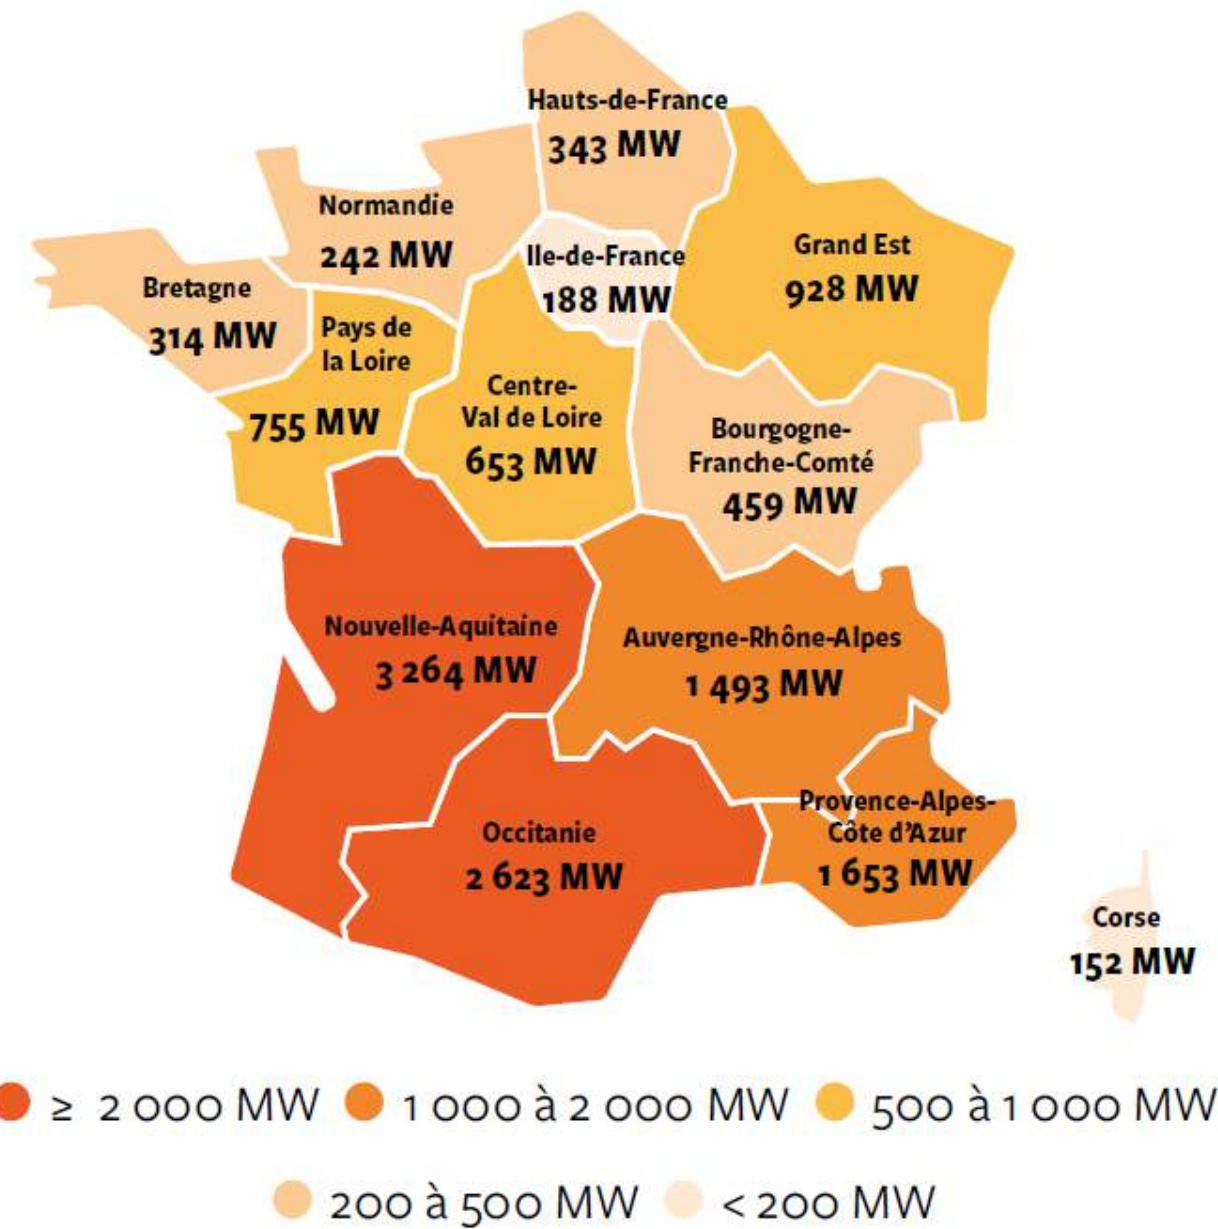 Hauts-de-France
343 MW
Normandie
242 MW
Ile-de-France
188 MW
Grand Est
928 MW
Bretagne
314 MW
Pays de
la Loire
755 MW
Centre-
Val de Loire
653 MW
Bourgogne-
Franche-Comté
459 MW
Nouvelle-Aquitaine
3 264 MW
Auvergne-Rhône-Alpes
1 493 MW
Occitanie
2 623 MW
Provence-Alpes-
Côte d'Azur
1 653 MW
Corse
152 MW
≥ 2 000 MW 1 000 à 2 000 MW 500 à 1 000 MW
200 à 500 MW < 200 MW